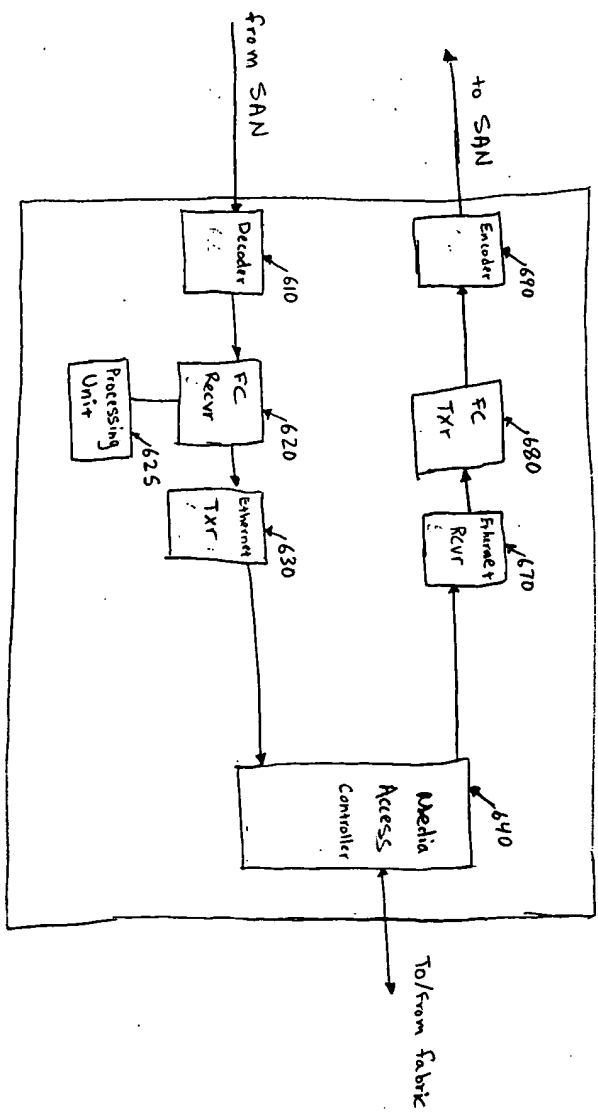 to SAN
Encoder
690
FC
TXr
680
Ethernet
Rcvr
670
Media
Access
Controller
640
To/From fabric
from SAN
Decoder
610
FC
Recvr
620
Processing
Unit
625
Ethernet
Txr
630